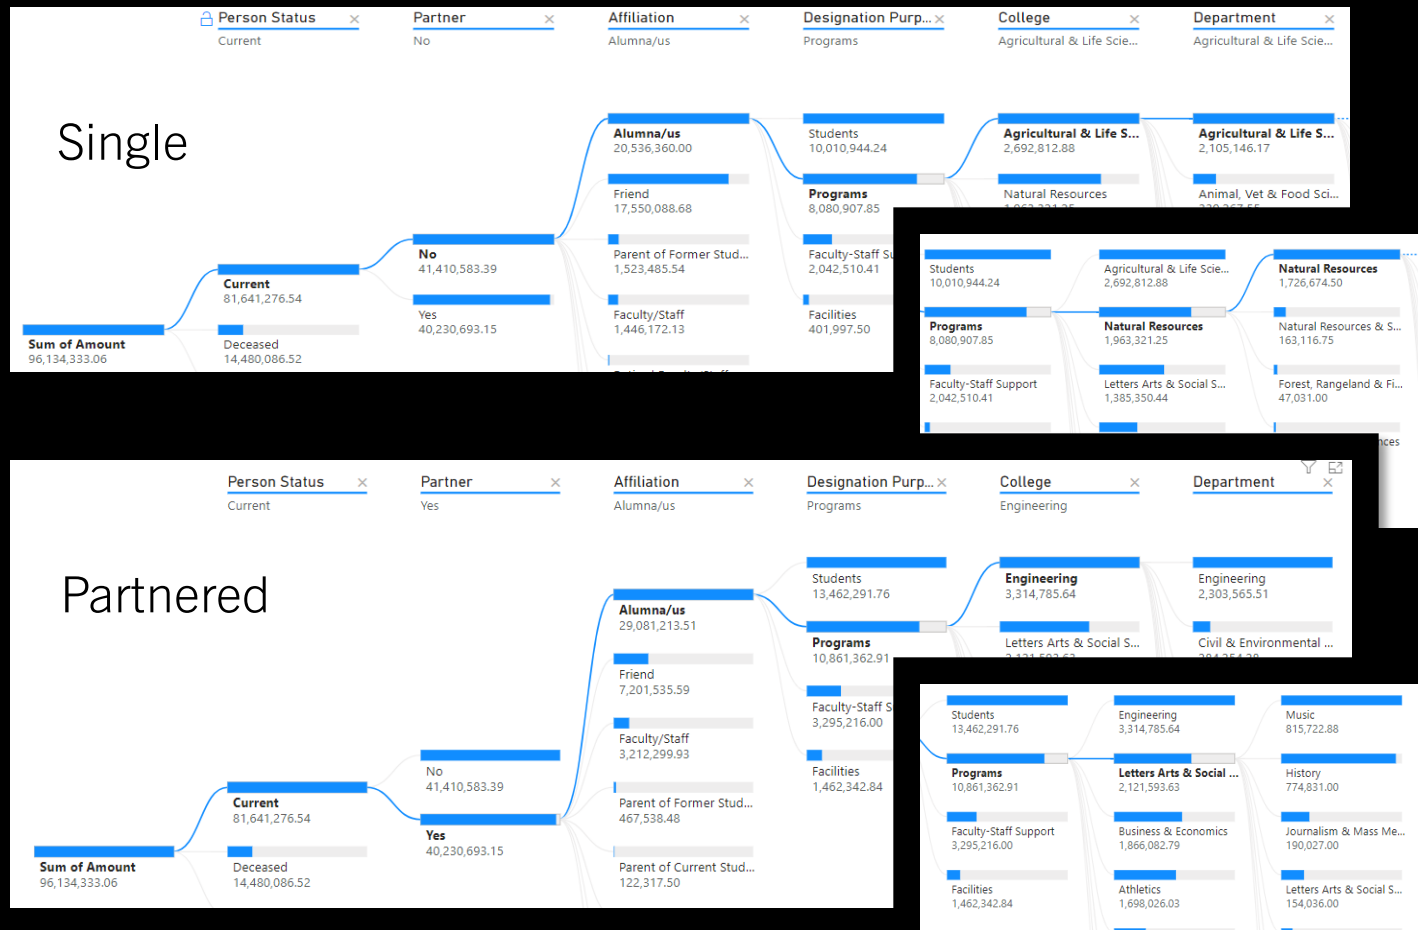 Person Status
Partner
Affiliation
Designation Purp...
College
Department
Current
No
Alumna/us
Programs
Agricultural & Life Scie...
Agricultural & Life Scie...
Single
Sum of Amount
96,134,333.06
Current
81,641,276.54
Deceased
14,480,086.52
No
41,410,583.39
Yes
40,230,693.15
Alumna/us
20,536,360.00
Friend
17,550,088.68
Parent of Former Stud...
1,523,485.54
Faculty/Staff
1,446,172.13
Students
10,010,944.24
Programs
8,080,907.85
Faculty-Staff Su
2,042,510.41
Facilities
401,997.50
Agricultural & Life S...
2,692,812.88
Natural Resources
Agricultural & Life S...
2,105,146.17
Animal, Vet & Food Sci...
Students
10,010,944.24
Programs
8,080,907.85
Faculty-Staff Support
2,042,510.41
Agricultural & Life Scie...
2,692,812.88
Natural Resources
1,963,321.25
Letters Arts & Social S...
1,385,350.44
Natural Resources
1,726,674.50
Natural Resources & S...
163,116.75
Forest, Rangeland & Fi...
47,031.00
nces
Person Status
Partner
Affiliation
Designation Purp...
College
Department
Current
Yes
Alumna/us
Programs
Engineering
Partnered
Sum of Amount
96,134,333.06
Current
81,641,276.54
Deceased
14,480,086.52
No
41,410,583.39
Yes
40,230,693.15
Alumna/us
29,081,213.51
Friend
7,201,535.59
Faculty/Staff
3,212,299.93
Parent of Former Stud...
467,538.48
Parent of Current Stud...
122,317.50
Students
13,462,291.76
Programs
10,861,362.91
Faculty-Staff S
3,295,216.00
Facilities
1,462,342.84
Engineering
3,314,785.64
Letters Arts & Social S...
Engineering
2,303,565.51
Civil & Environmental ...
Students
13,462,291.76
Programs
10,861,362.91
Faculty-Staff Support
3,295,216.00
Facilities
1,462,342.84
Engineering
3,314,785.64
Letters Arts & Social ...
2,121,593.63
Business & Economics
1,866,082.79
Athletics
1,698,026.03
Music
815,722.88
History
774,831.00
Journalism & Mass Me...
190,027.00
Letters Arts & Social S...
154,036.00